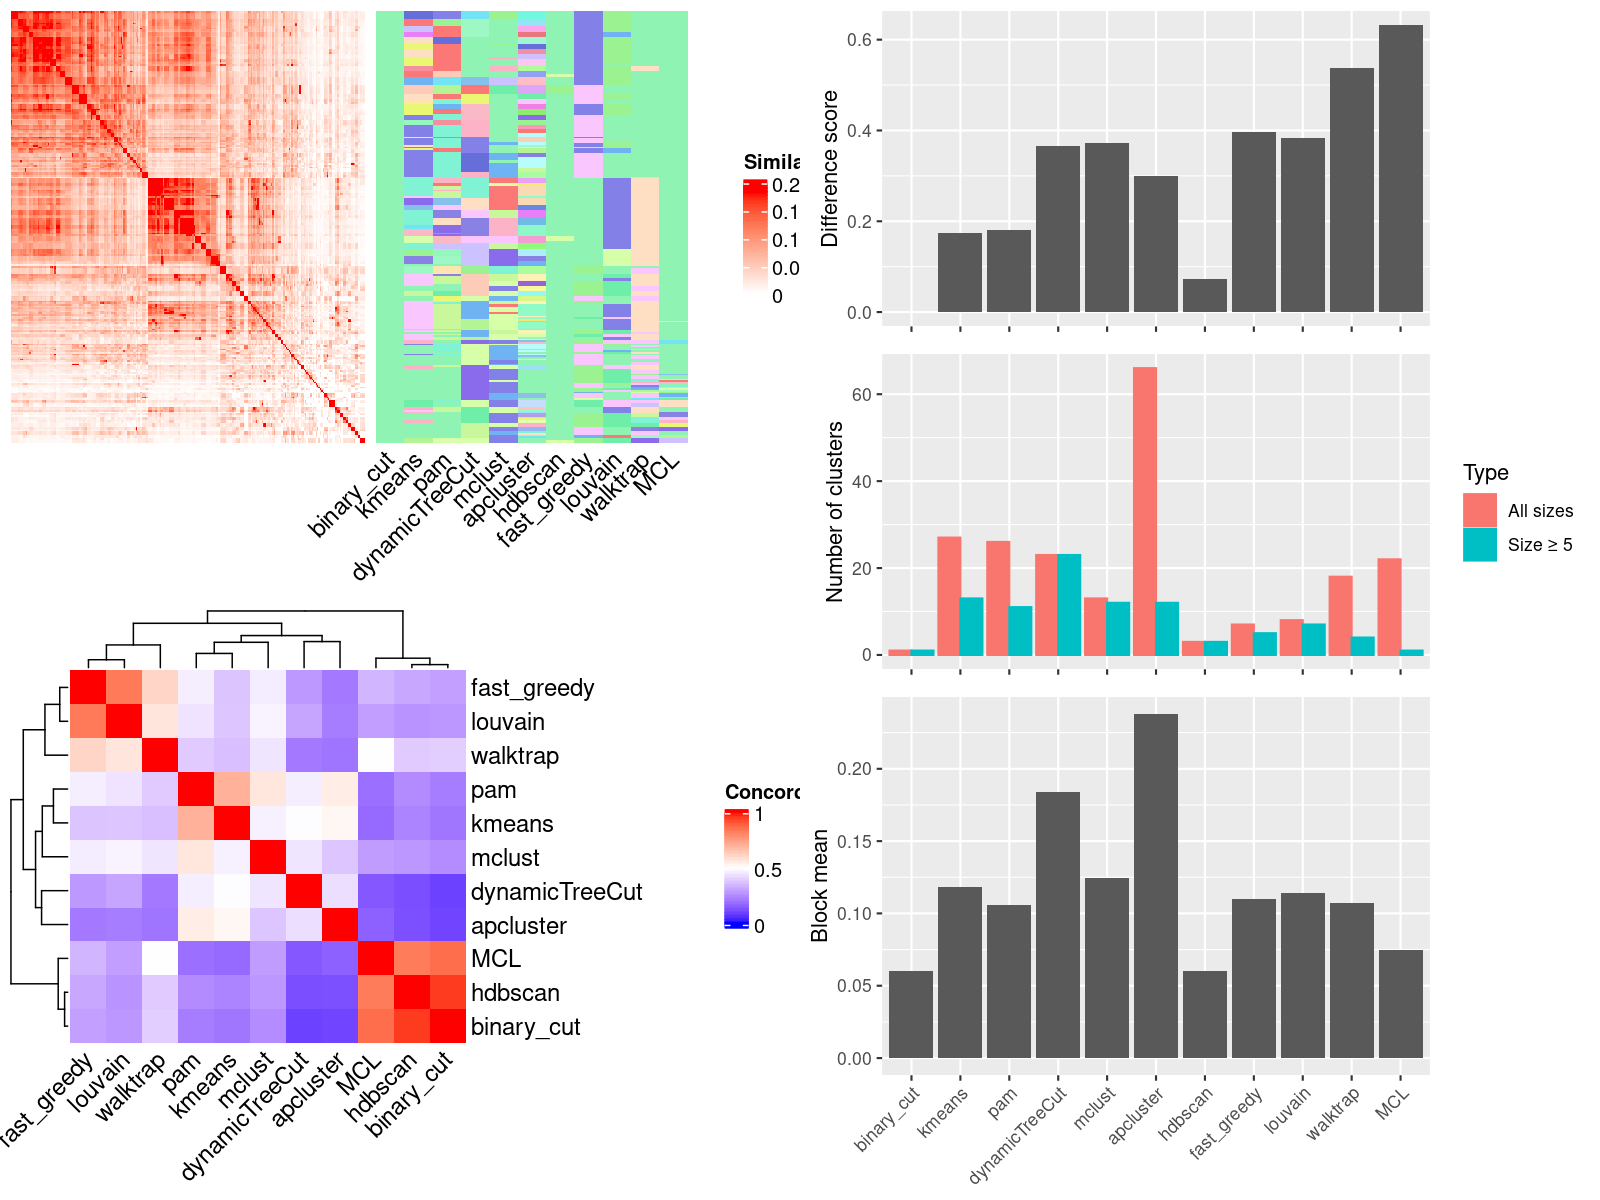 Simila
0.2
0.1
0.1
0.0
0
binary_cut
kmeans
pam
dynamicTreeCut
mclust
apcluster
hdbscan
fast_greedy
louvain
walktrap
MCL
fast_greedy
louvain
walktrap
pam
kmeans
mclust
dynamicTreeCut
apcluster
MCL
hdbscan
binary_cut
fast_greedy
louvain
walktrap
pam
kmeans
mclust
dynamicTreeCut
apcluster
MCL
hdbscan
binary_cut
Concord
1
0.5
0
Difference score
0.6
0.4
0.2
0.0
Number of clusters
60
40
20
0
Type
All sizes
Size ≥ 5
Block mean
0.20
0.15
0.10
0.05
0.00
binary_cut
kmeans
pam
dynamicTreeCut
mclust
apcluster
hdbscan
fast_greedy
louvain
walktrap
MCL